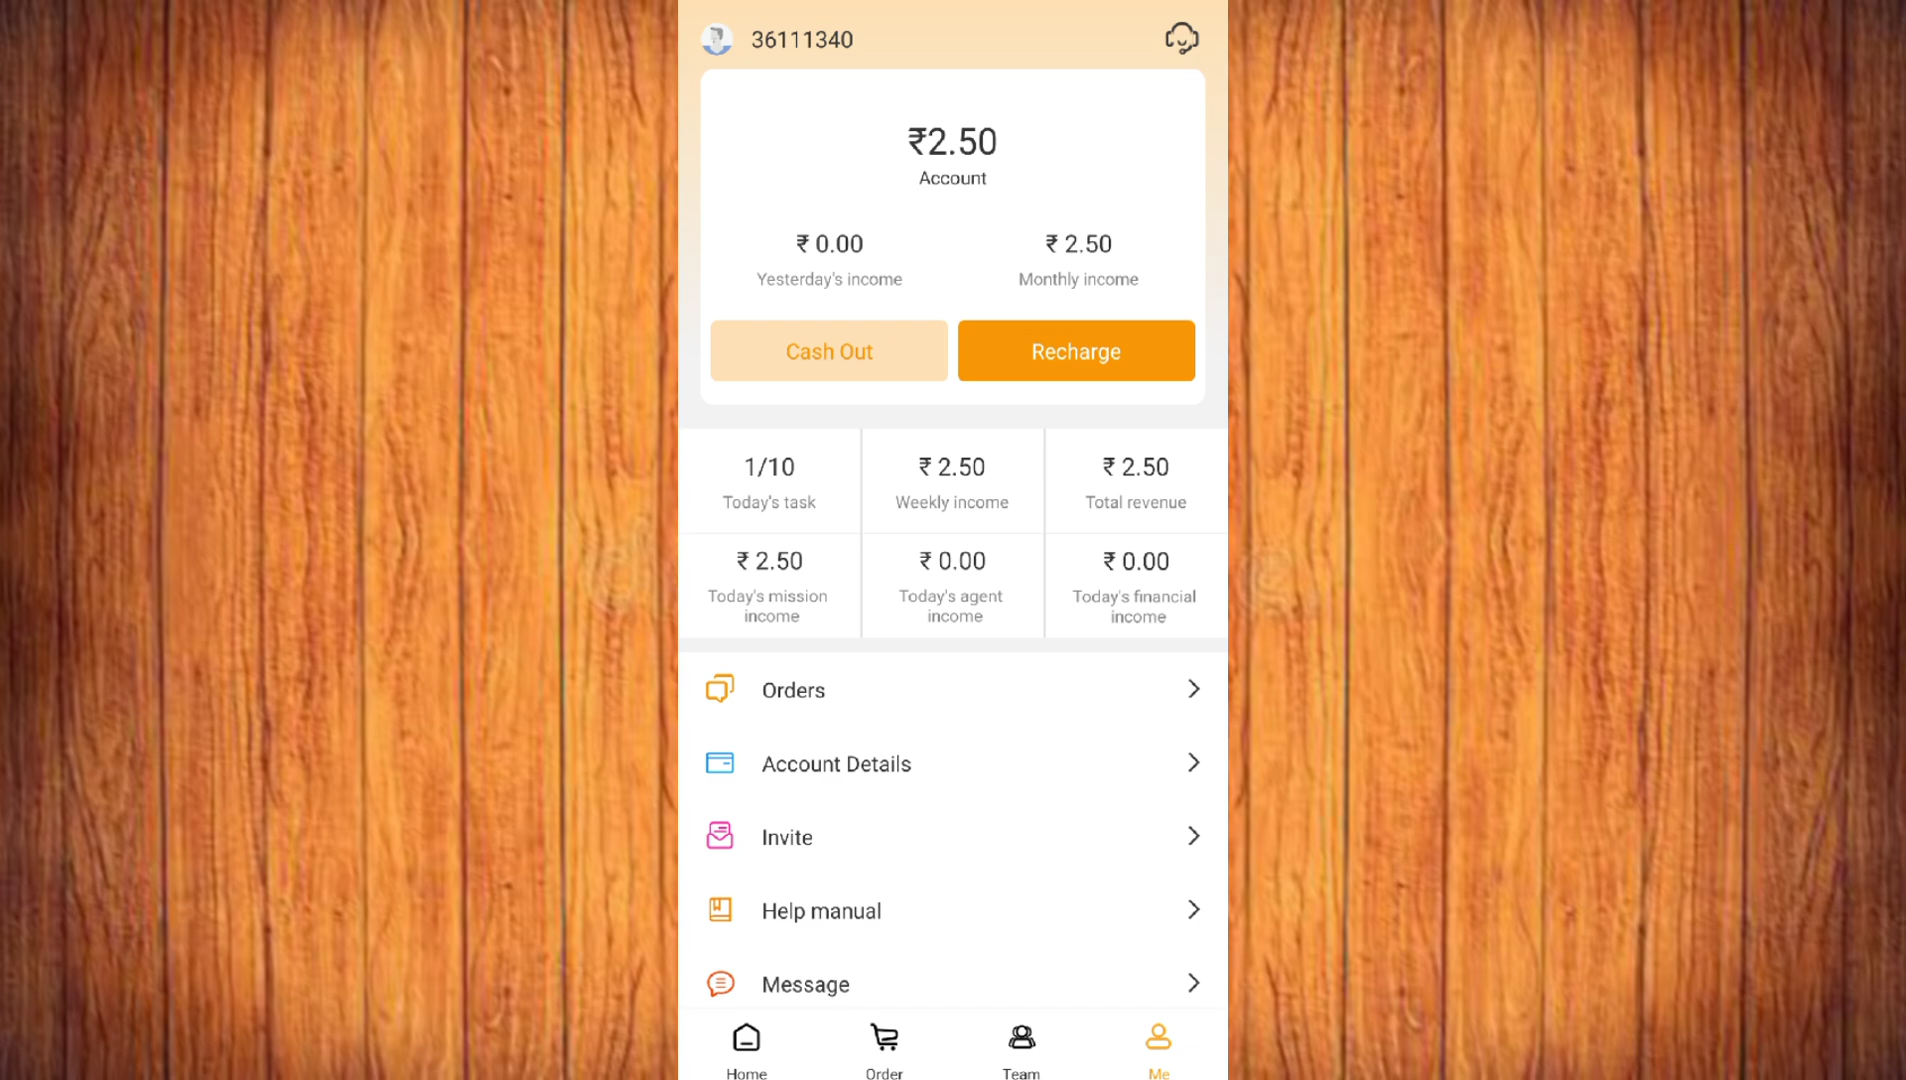 36111340
₹2.50
Account
₹ 0.00
₹ 2.50
Yesterday's income
Monthly income
Cash Out
Recharge
1/10
₹ 2.50
₹ 2.50
Today's task
Weekly income
Total revenue
₹ 2.50
₹ 0.00
₹ 0.00
Today's mission
income
Today's agent
income
Today's financial
income
Orders
Account Details
Invite
Help manual
Message
Home
Order
Team
Me